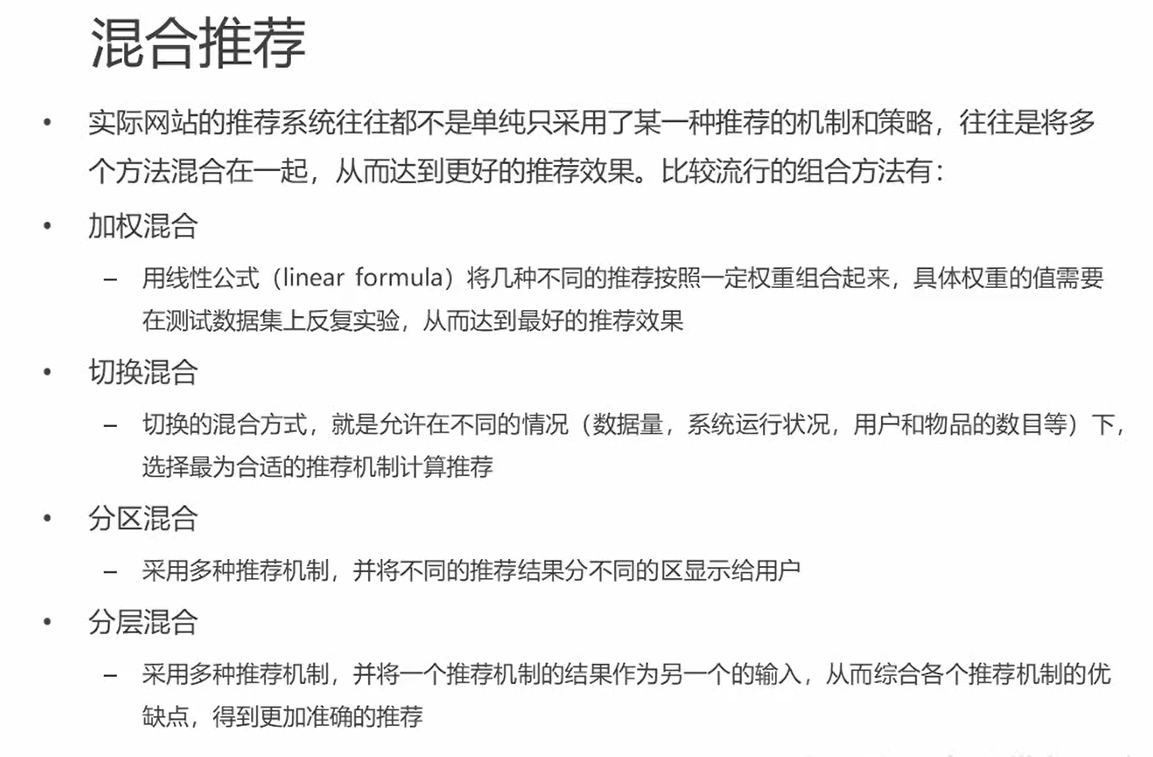 混合推荐
• 实际网站的推荐系统往往都不是单纯只采用了某一种推荐的机制和策略，往往是将多
个方法混合在一起，从而达到更好的推荐效果。比较流行的组合方法有：
• 加权混合
– 用线性公式（linear formula）将几种不同的推荐按照一定权重组合起来，具体权重的值需要
在测试数据集上反复实验，从而达到最好的推荐效果
• 切换混合
– 切换的混合方式，就是允许在不同的情况（数据量，系统运行状况，用户和物品的数目等）下，
选择最为合适的推荐机制计算推荐
• 分区混合
– 采用多种推荐机制，并将不同的推荐结果分不同的区显示给用户
• 分层混合
– 采用多种推荐机制，并将一个推荐机制的结果作为另一个的输入，从而综合各个推荐机制的优
缺点，得到更加准确的推荐